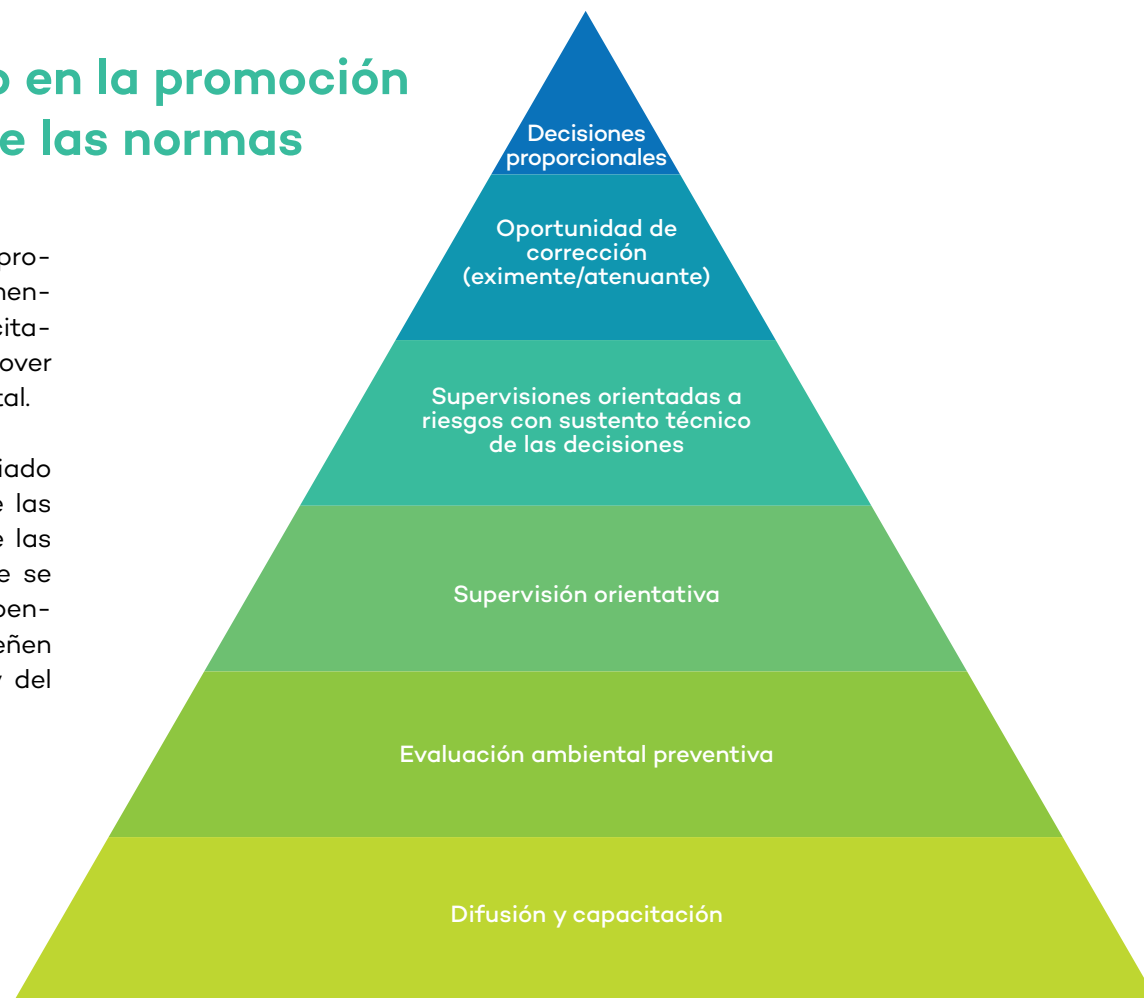 o en la promoción
e las normas
pro-
men-
cita-
over
tal.
iado
e las
e las
e se
pen-
eñen
y del
Decisiones
proporcionales
Oportunidad de
corrección
(eximente/atenuante)
Supervisiones orientadas a
riesgos con sustento técnico
de las decisiones
Supervisión orientativa
Evaluación ambiental preventiva
Difusión y capacitación